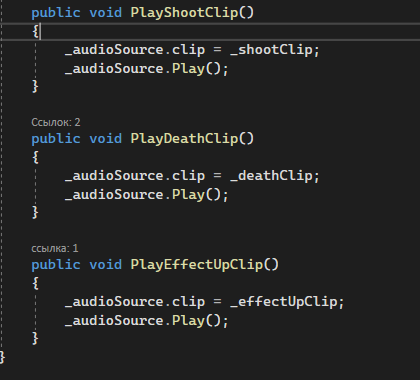 public void PlayShootClip()
{
_audioSource.clip = _shootClip;
_audioSource.Play();
}
Ссылок: 2
public void PlayDeathClip()
{
_audioSource.clip = _deathClip;
_audioSource.Play();
}
ссылка: 1
public void PlayEffectUpClip()
{
_audioSource.clip = _effectUpClip;
_audioSource.Play();
}
}